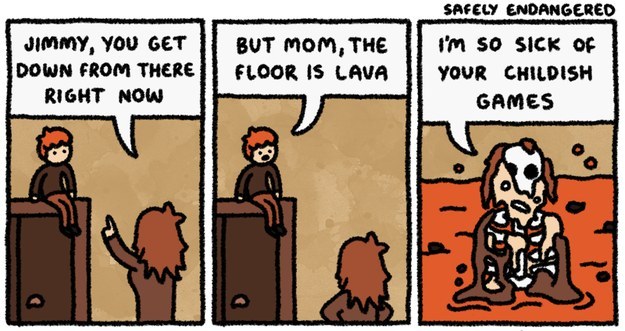 SAFELY ENDANGERED
JIMMY, YOU GET
DOWN FROM THERE
RIGHT NOW
BUT MOM, THE
FLOOR IS LAVA
I'M SO SICK OF
YOUR CHILDISH
GAMES